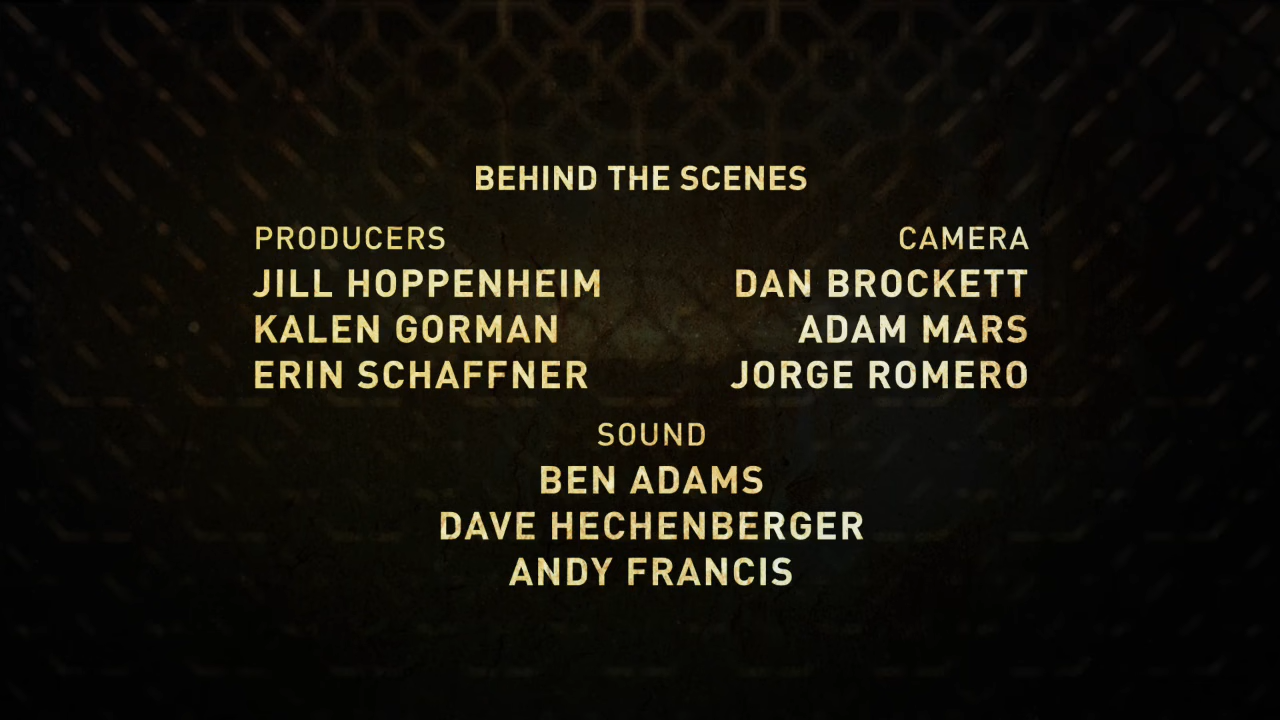 BEHIND THE SCENES
PRODUCERS
JILL HOPPENHEIM
KALEN GORMAN
ERIN SCHAFFNER
CAMERA
DAN BROCKETT
ADAM MARS
JORGE ROMERO
SOUND
BEN ADAMS
DAVE HECHENBERGER
ANDY FRANCIS